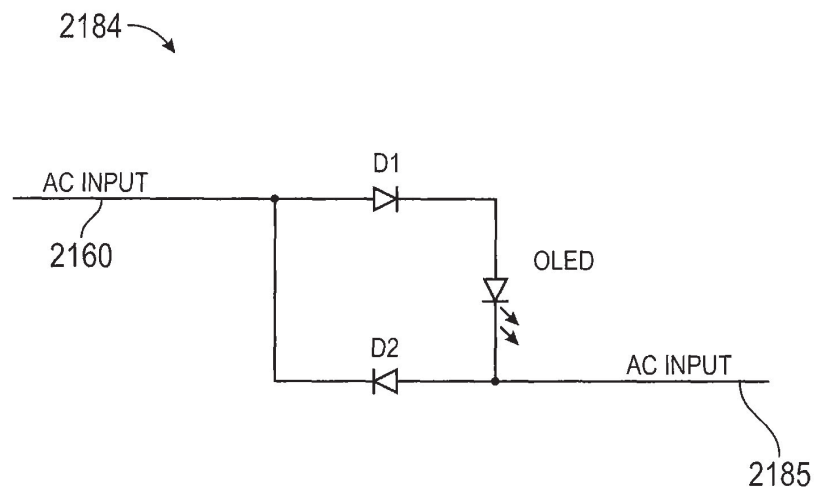 2184
D1
AC INPUT
2160
OLED
D2
AC INPUT
2185